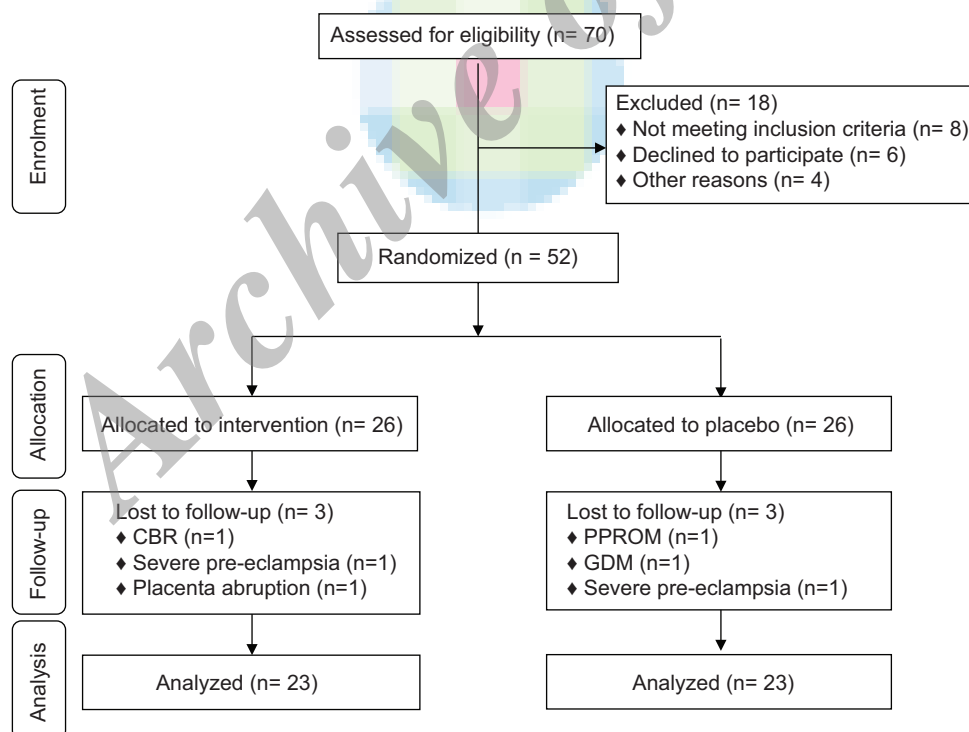 Assessed for eligibility (n= 70)
Enrolment
Excluded (n= 18)
♦ Not meeting inclusion criteria (n= 8)
♦ Declined to participate (n= 6)
♦ Other reasons (n= 4)
Randomized (n = 52)
Allocation
Allocated to intervention (n= 26)
Allocated to placebo (n= 26)
Follow-up
Lost to follow-up (n= 3)
♦ CBR (n=1)
♦ Severe pre-eclampsia (n=1)
♦ Placenta abruption (n=1)
Lost to follow-up (n= 3)
♦ PPROM (n=1)
♦ GDM (n=1)
♦ Severe pre-eclampsia (n=1)
Analysis
Analyzed (n= 23)
Analyzed (n= 23)
Archive of